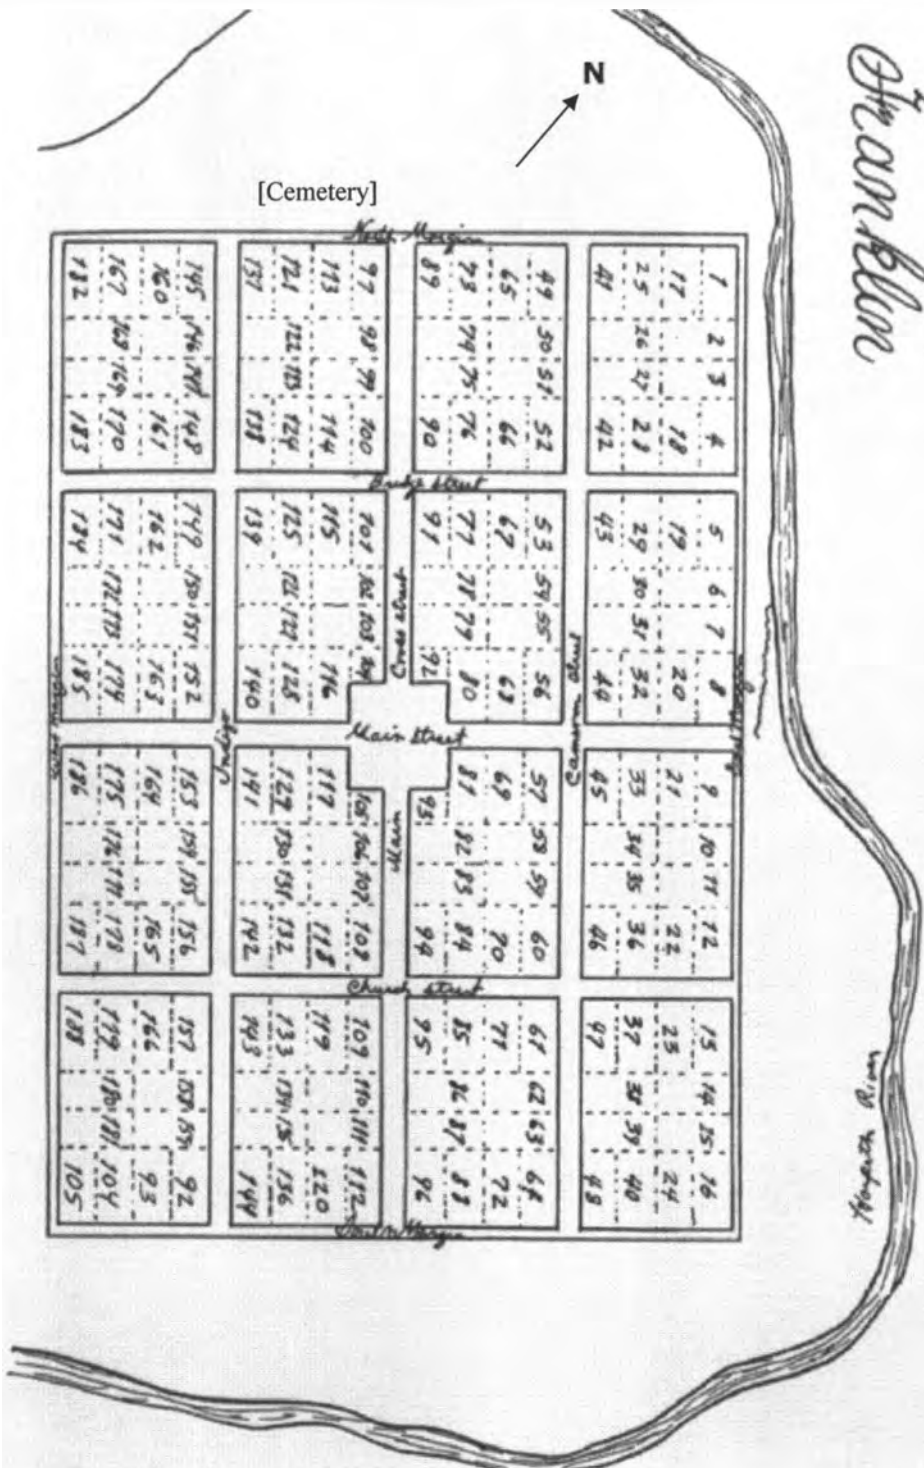 Franklin
N
[Cemetery]
North Margin
1 2 3 4
17 18
25 26 27 28
41 42
49 50 51 52
65 66
73 74 75 76
89 90
97 98 99 100
113 114
121 122 123 124
137 138
145 146 147 148
160 161
167 168 169 170
182 183
Bridge Street
5 6 7 8
19 20
29 30 31 32
43 44
53 54 55 56
67 68
77 78 79 80
91 92
101 102 103 104
115 116
125 126 127 128
139 140
149 150 151 152
162 163
171 172 173 174
184 185
Cross Street
Main Street
Indigo
East Margin
West Margin
9 10 11 12
21 22
33 34 35 36
45 46
57 58 59 60
69 70
81 82 83 84
93 94
105 106 107 108
117 118
129 130 131 132
141 142
153 154 155 156
164 165
175 176 177 178
186 187
Main
Church Street
13 14 15 16
23 24
37 38 39 40
47 48
61 62 63 64
71 72
85 86 87 88
95 96
109 110 111 112
119 120
133 134 135 136
143 144
157 158 159 92
166 93
179 180 181 104
188 105
South Margin
River